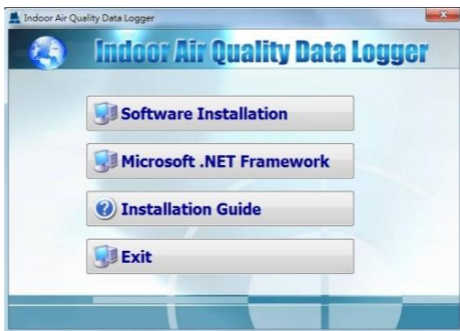 Indoor Air Quality Data Logger
Indoor Air Quality Data Logger
Software Installation
Microsoft .NET Framework
Installation Guide
Exit